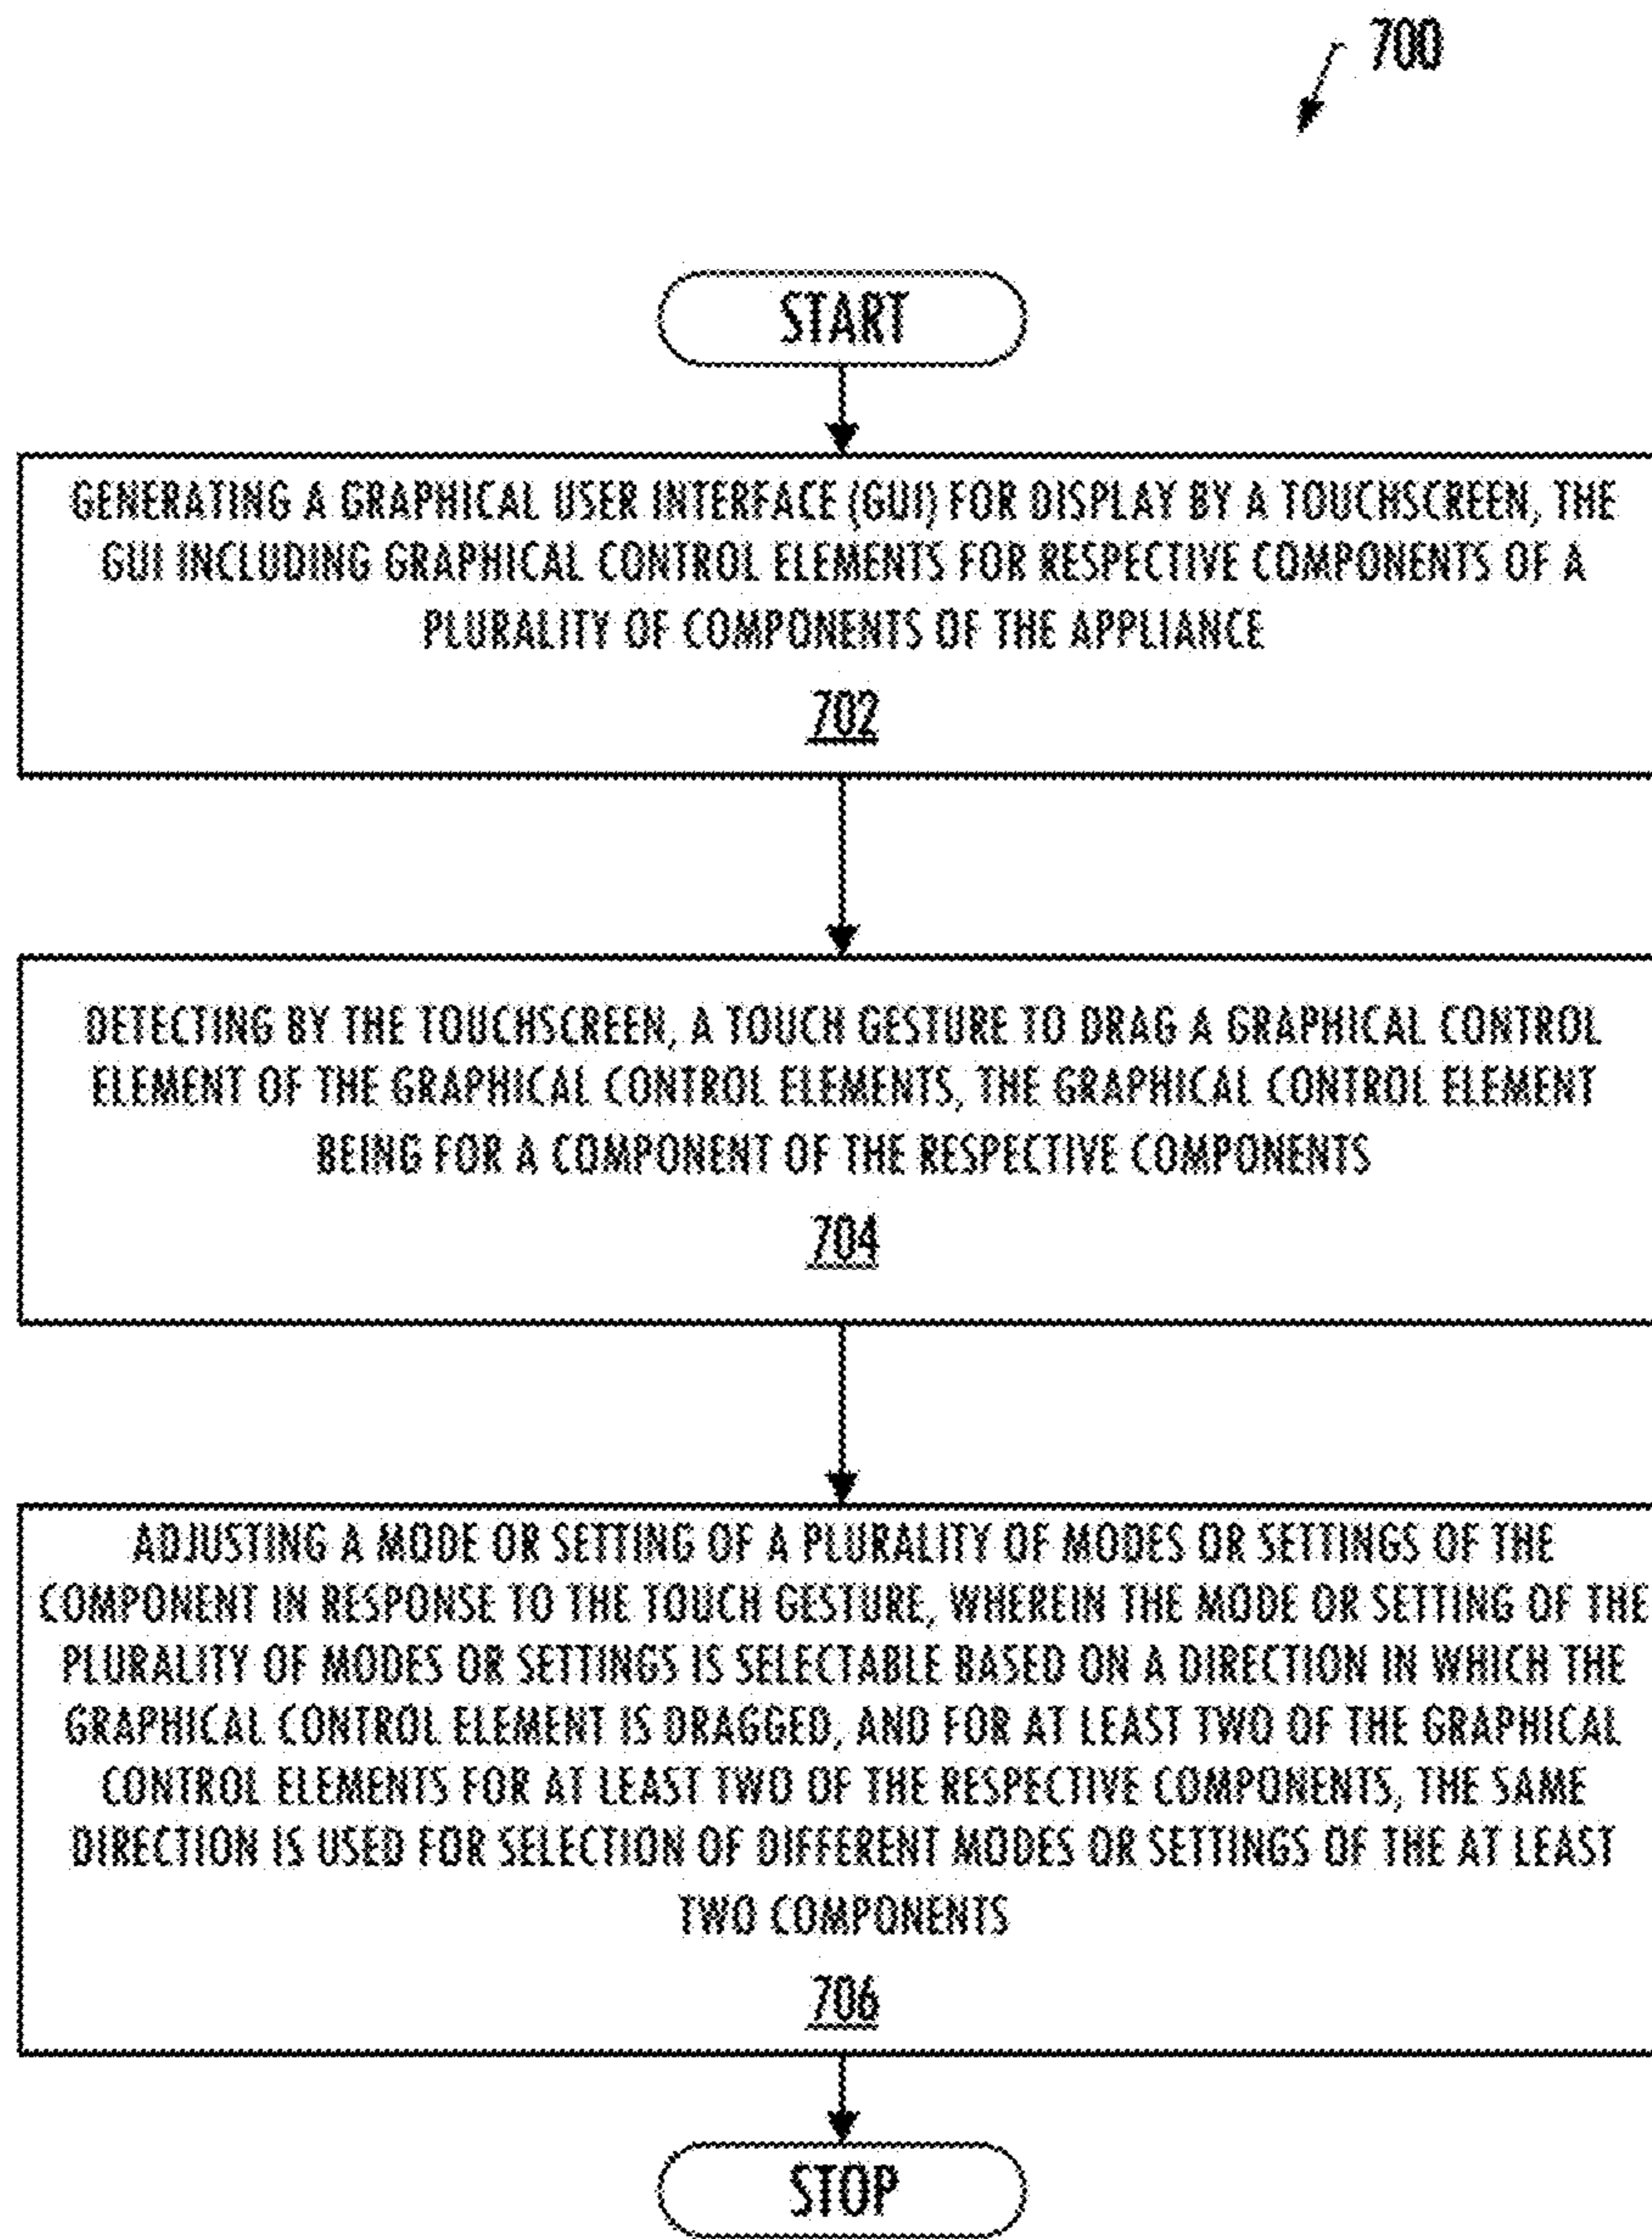 700
START
GENERATING A GRAPHICAL USER INTERFACE (GUI) FOR DISPLAY BY A TOUCHSCREEN, THE
GUI INCLUDING GRAPHICAL CONTROL ELEMENTS FOR RESPECTIVE COMPONENTS OF A
PLURALITY OF COMPONENTS OF THE APPLIANCE
702
DETECTING BY THE TOUCHSCREEN, A TOUCH GESTURE TO DRAG A GRAPHICAL CONTROL
ELEMENT OF THE GRAPHICAL CONTROL ELEMENTS, THE GRAPHICAL CONTROL ELEMENT
BEING FOR A COMPONENT OF THE RESPECTIVE COMPONENTS
704
ADJUSTING A MODE OR SETTING OF A PLURALITY OF MODES OR SETTINGS OF THE
COMPONENT IN RESPONSE TO THE TOUCH GESTURE, WHEREIN THE MODE OR SETTING OF THE
PLURALITY OF MODES OR SETTINGS IS SELECTABLE BASED ON A DIRECTION IN WHICH THE
GRAPHICAL CONTROL ELEMENT IS DRAGGED, AND FOR AT LEAST TWO OF THE GRAPHICAL
CONTROL ELEMENTS FOR AT LEAST TWO OF THE RESPECTIVE COMPONENTS, THE SAME
DIRECTION IS USED FOR SELECTION OF DIFFERENT MODES OR SETTINGS OF THE AT LEAST
TWO COMPONENTS
706
STOP